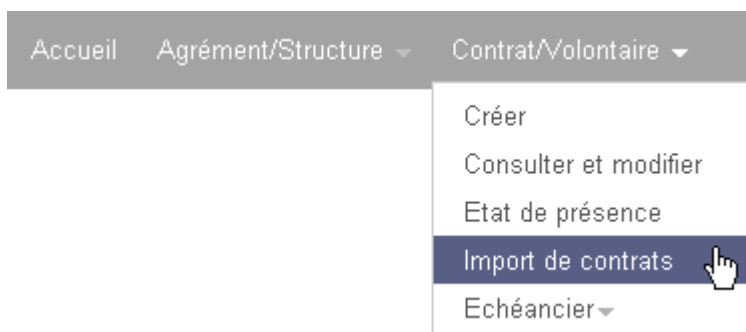 Accueil Agrément/Structure Contrat/Volontaire
Créer
Consulter et modifier
Etat de présence
Import de contrats
Echéancier